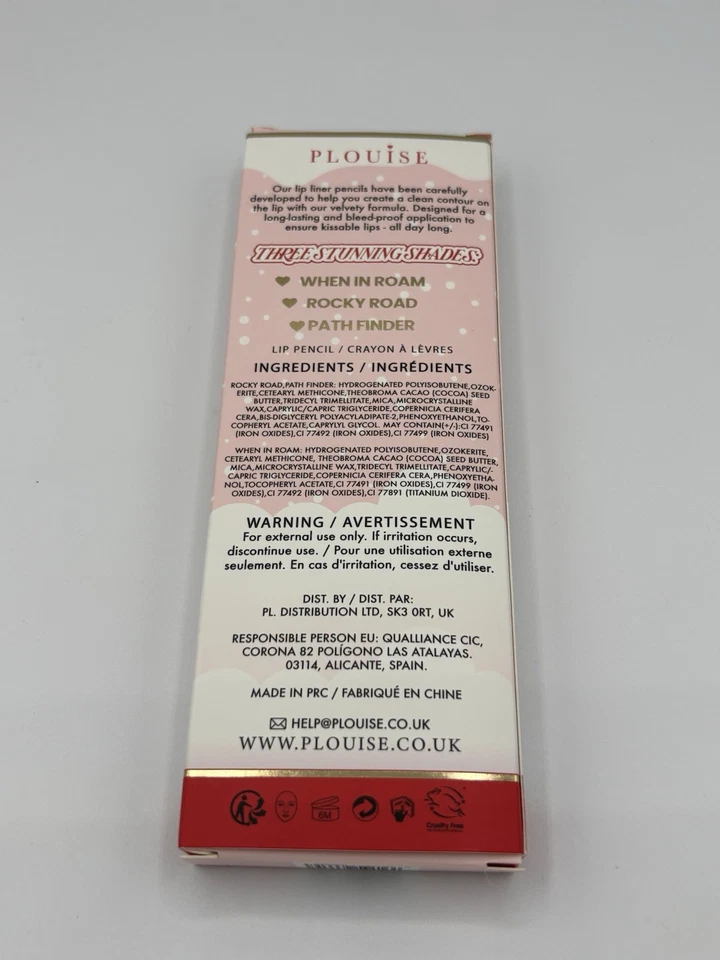 PLOUiSE
Our lip liner pencils have been carefully
developed to help you create a clean contour on
the lip with our velvety formula. Designed for a
long-lasting and bleed-proof application to
ensure kissable lips - all day long.
THREE STUNNING SHADES:
WHEN IN ROAM
ROCKY ROAD
PATH FINDER
LIP PENCIL / CRAYON À LÈVRES
INGREDIENTS / INGRÉDIENTS
ROCKY ROAD,PATH FINDER: HYDROGENATED POLYISOBUTENE,OZOK-
ERITE,CETEARYL METHICONE,THEOBROMA CACAO (COCOA) SEED
BUTTER,TRIDECYL TRIMELLITATE,MICA,MICROCRYSTALLINE
WAX,CAPRYLIC/CAPRIC TRIGLYCERIDE,COPERNICIA CERIFERA
CERA,BIS-DIGLYCERYL POLYACYLADIPATE-2,PHENOXYETHANOL,TO-
COPHERYL ACETATE,CAPRYLYL GLYCOL. MAY CONTAIN(+/-):CI 77491
(IRON OXIDES),CI 77492 (IRON OXIDES),CI 77499 (IRON OXIDES)
WHEN IN ROAM: HYDROGENATED POLYISOBUTENE,OZOKERITE,
CETEARYL METHICONE, THEOBROMA CACAO (COCOA) SEED BUTTER,
MICA,MICROCRYSTALLINE WAX,TRIDECYL TRIMELLITATE,CAPRYLIC/
CAPRIC TRIGLYCERIDE,COPERNICIA CERIFERA CERA,PHENOXYETHA-
NOL,TOCOPHERYL ACETATE,CI 77491 (IRON OXIDES),CI 77499 (IRON
OXIDES),CI 77492 (IRON OXIDES),CI 77891 (TITANIUM DIOXIDE).
WARNING / AVERTISSEMENT
For external use only. If irritation occurs,
discontinue use. / Pour une utilisation externe
seulement. En cas d'irritation, cessez d'utiliser.
DIST. BY / DIST. PAR:
PL. DISTRIBUTION LTD, SK3 0RT, UK
RESPONSIBLE PERSON EU: QUALLIANCE CIC,
CORONA 82 POLÍGONO LAS ATALAYAS.
03114, ALICANTE, SPAIN.
MADE IN PRC / FABRIQUÉ EN CHINE
HELP@PLOUISE.CO.UK
WWW.PLOUISE.CO.UK
6M
Cruelty Free